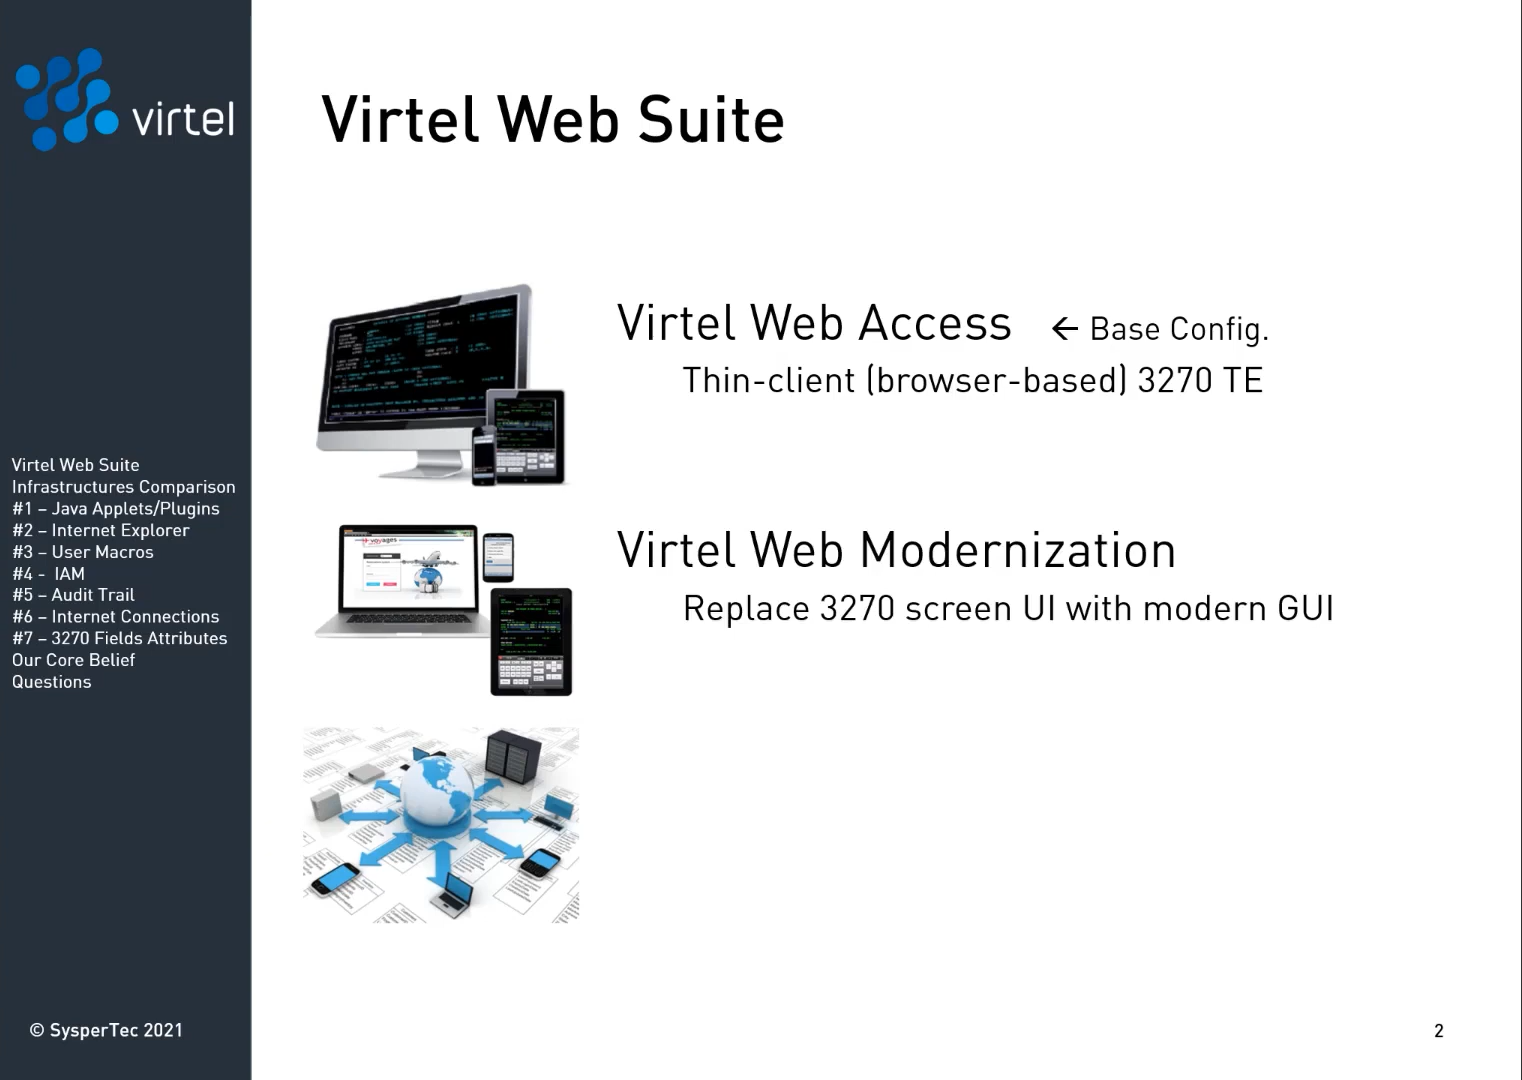 virtel
Virtel Web Suite
Virtel Web Access ← Base Config.
Thin-client (browser-based) 3270 TE
Virtel Web Modernization
Replace 3270 screen UI with modern GUI
Virtel Web Suite
Infrastructures Comparison
#1 – Java Applets/Plugins
#2 – Internet Explorer
#3 – User Macros
#4 - IAM
#5 – Audit Trail
#6 – Internet Connections
#7 – 3270 Fields Attributes
Our Core Belief
Questions
© SysperTec 2021
2